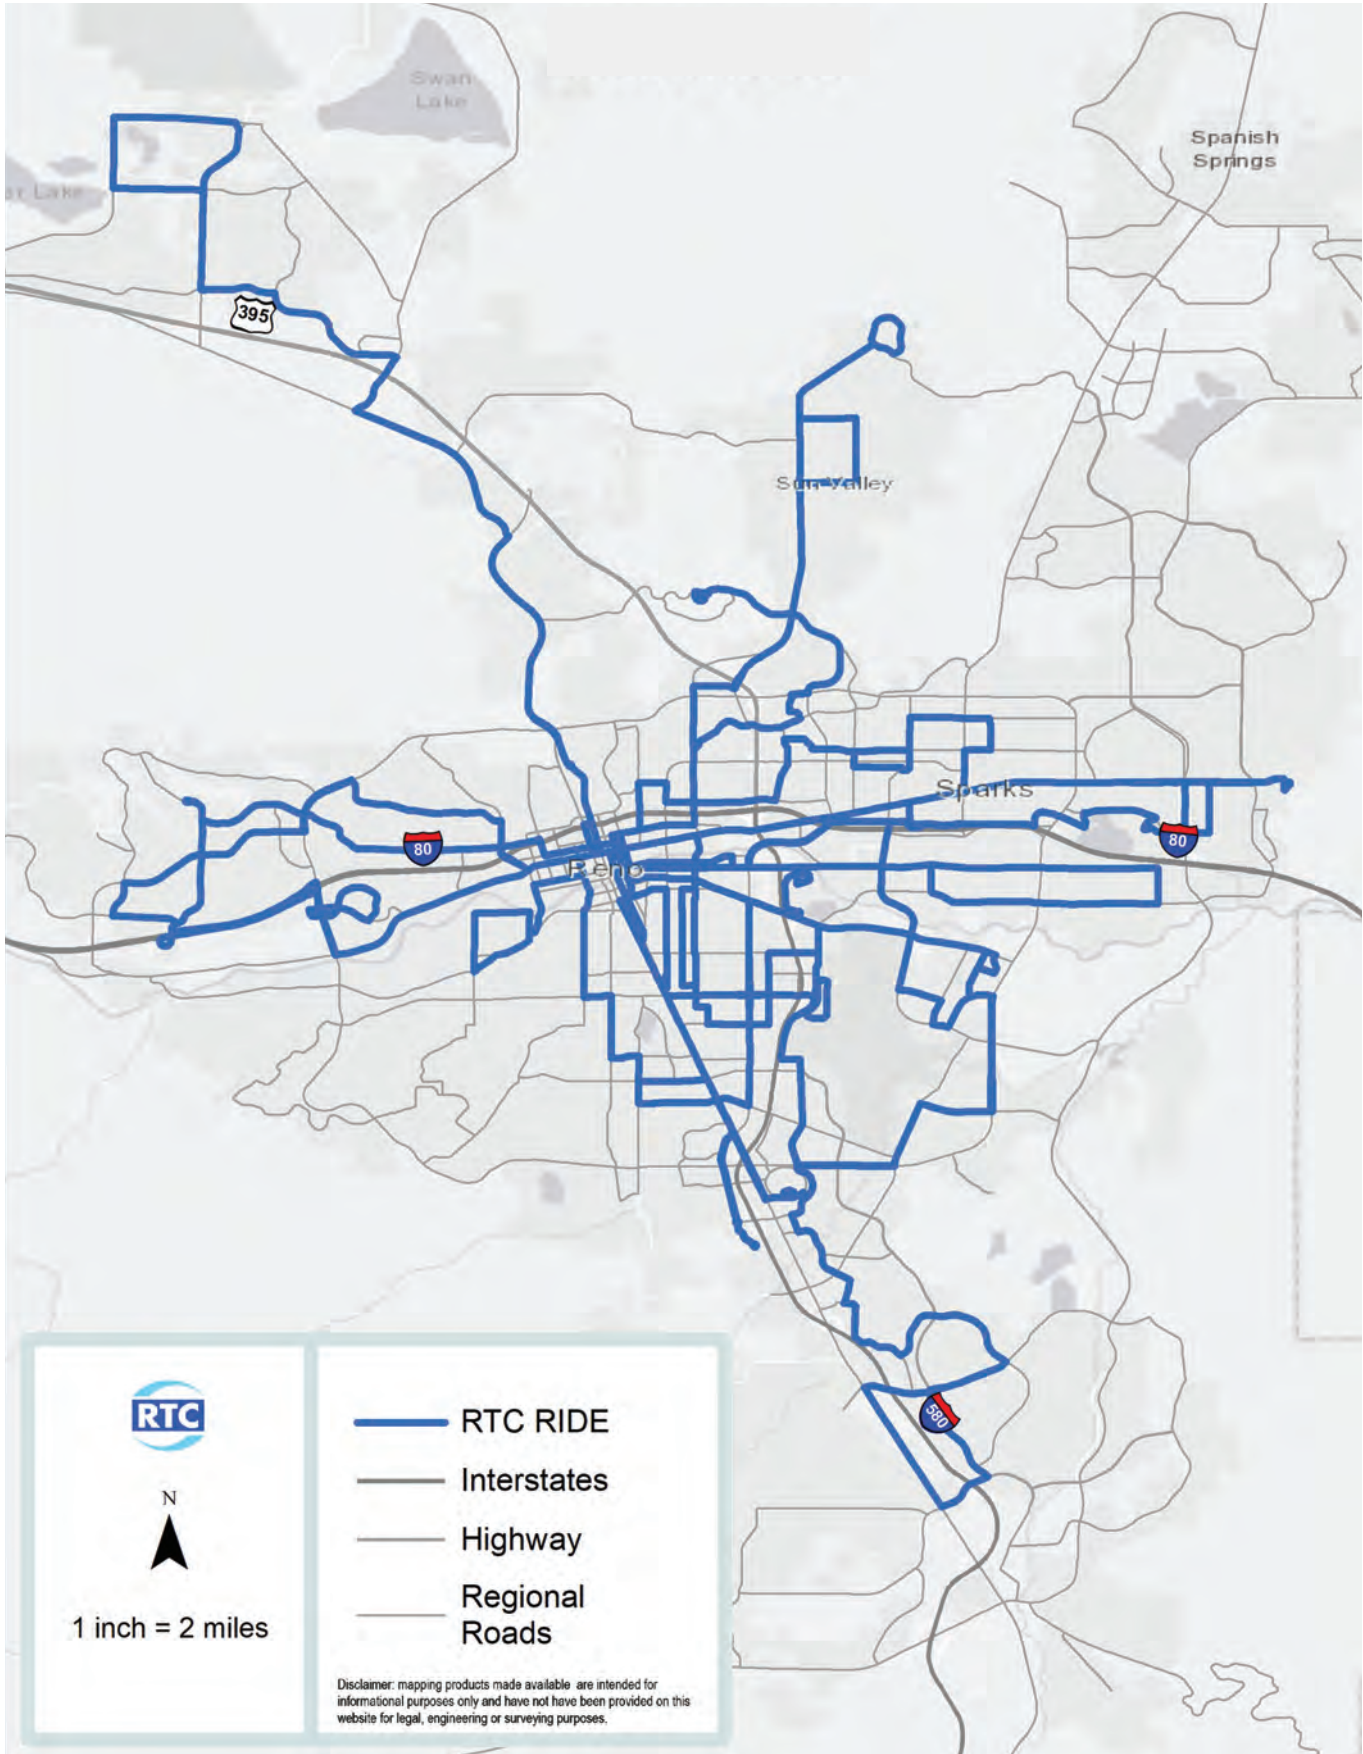 Swan
Lake
Spanish
Springs
ar Lake
395
Sun Valley
Sparks
80
80
Reno
580
RTC
N
1 inch = 2 miles
RTC RIDE
Interstates
Highway
Regional
Roads
Disclaimer: mapping products made available are intended for
informational purposes only and have not have been provided on this
website for legal, engineering or surveying purposes.